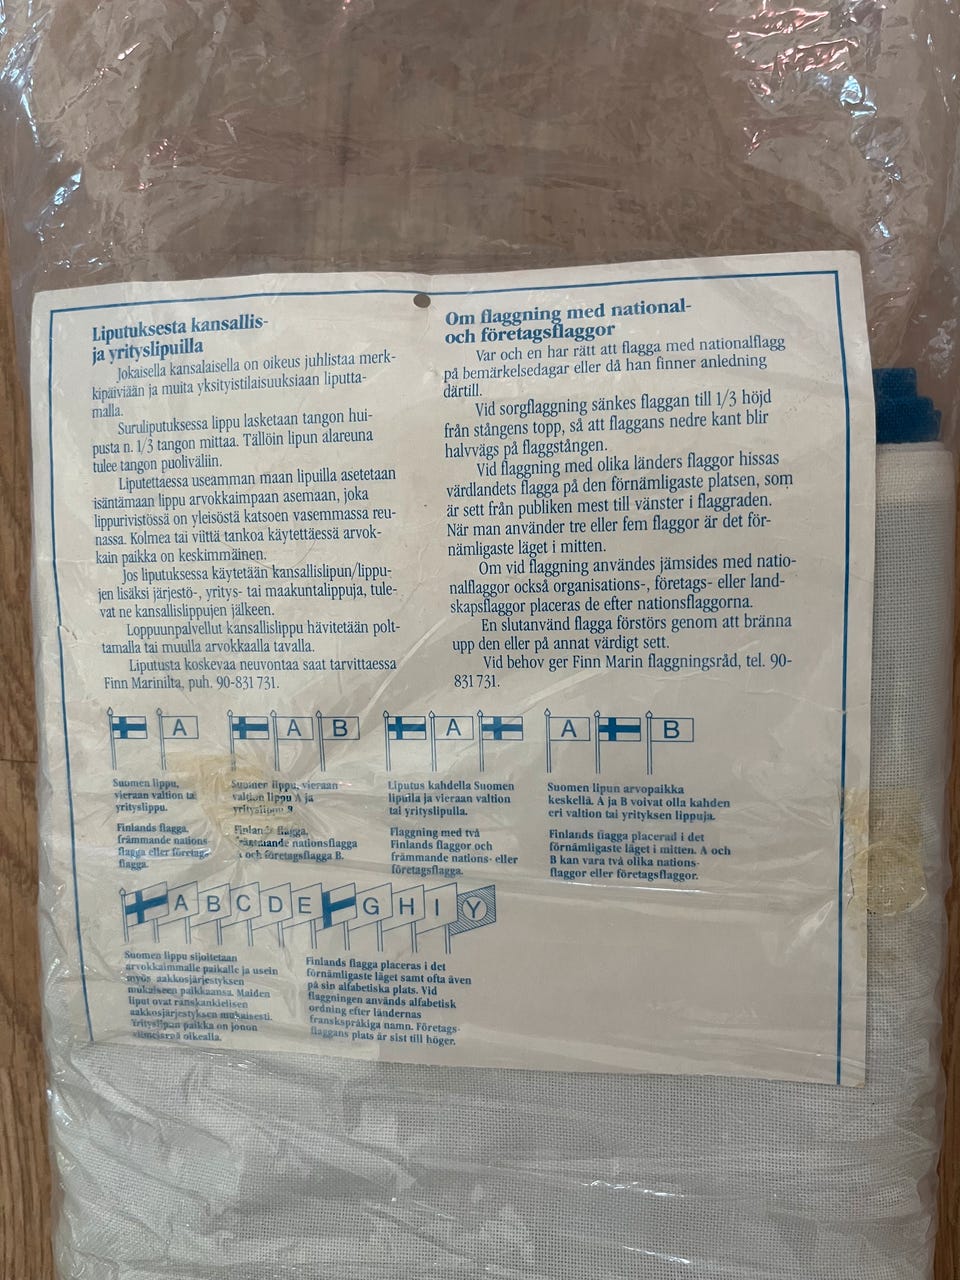 Liputuksesta kansallis-
ja yrityslipuilla
Jokaisella kansalaisella on oikeus juhlistaa merk-
kipäiviään ja muita yksityistilaisuuksiaan liputta-
malla.
Suruliputuksessa lippu lasketaan tangon hui-
pusta n. 1/3 tangon mittaa. Tällöin lipun alareuna
tulee tangon puoliväliin.
Liputettaessa useamman maan lipuilla asetetaan
isäntämaan lippu arvokkaimpaan asemaan, joka
lippurivistössä on yleisöstä katsoen vasemmassa reu-
nassa. Kolmea tai viittä tankoa käytettäessä arvok-
kain paikka on keskimmäinen.
Jos liputuksessa käytetään kansallislipun/lippu-
jen lisäksi järjestö-, yritys- tai maakuntalippuja, tule-
vat ne kansallislippujen jälkeen.
Loppuunpalvellut kansallislippu hävitetään polt-
tamalla tai muulla arvokkaalla tavalla.
Liputusta koskevaa neuvontaa saat tarvittaessa
Finn Marinilta, puh. 90-831 731.
Om flaggning med national-
och företagsflaggor
Var och en har rätt att flagga med nationalflagg
på bemärkelsedagar eller då han finner anledning
därtill.
Vid sorgflaggning sänkes flaggan till 1/3 höjd
från stångens topp, så att flaggans nedre kant blir
halvvägs på flaggstången.
Vid flaggning med olika länders flaggor hissas
värdlandets flagga på den förnämligaste platsen, som
är sett från publiken mest till vänster i flaggraden.
När man använder tre eller fem flaggor är det för-
nämligaste läget i mitten.
Om vid flaggning användes jämsides med natio-
nalflaggor också organisations-, företags- eller land-
skapsflaggor placeras de efter nationsflaggorna.
En slutanvänd flagga förstörs genom att bränna
upp den eller på annat värdigt sett.
Vid behov ger Finn Marin flaggningsråd, tel. 90-
831 731.
A
A B
A
A B
Suomen lippu,
vieraan valtion tai
yrityslippu.
Finlands flagga,
främmande nations-
flagga eller företags-
flagga.
Suomen lippu, vieraan
valtion lippu A ja
yrityslippu B.
Finlands flagga,
främmande nationsflagga
A och företagsflagga B.
Liputus kahdella Suomen
lipulla ja vieraan valtion
tai yrityslipulla.
Flaggning med två
Finlands flaggor och
främmande nations- eller
företagsflagga.
Suomen lipun arvopaikka
keskellä. A ja B voivat olla kahden
eri valtion tai yrityksen lippuja.
Finlands flagga placerad i det
förnämligaste läget i mitten. A och
B kan vara två olika nations-
flaggor eller företagsflaggor.
A B C D E G H I Y
Suomen lippu sijoitetaan
arvokkaimmalle paikalle ja usein
myös aakkosjärjestyksen
mukaiseen paikkaansa. Maiden
liput ovat ranskankielisen
aakkosjärjestyksen mukaisesti.
Yrityslipun paikka on jonon
viimeisenä oikealla.
Finlands flagga placeras i det
förnämligaste läget samt ofta även
på sin alfabetiska plats. Vid
flaggningen används alfabetisk
ordning efter ländernas
franskspråkiga namn. Företags-
flaggans plats är sist till höger.